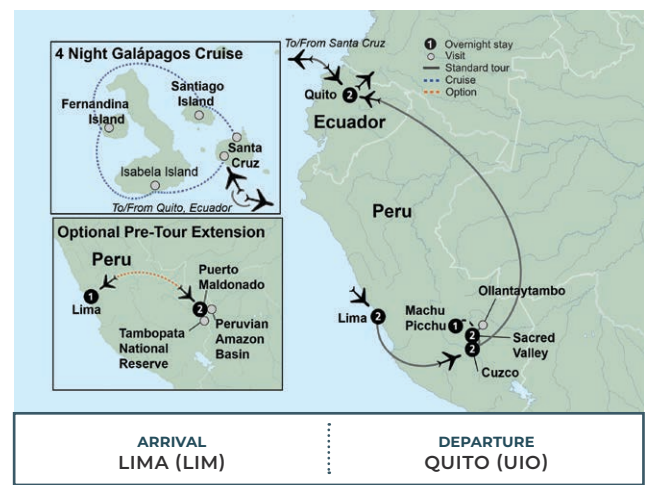 4 Night Galápagos Cruise
Fernandina
Island
Santiago
Island
Santa
Cruz
Isabela Island
To/From Quito, Ecuador
To/From Santa Cruz
1 Overnight stay
Visit
Standard tour
Cruise
Option
Quito 2
Ecuador
Peru
Optional Pre-Tour Extension
Peru
1
Lima
Puerto
Maldonado
2
Tambopata
National
Reserve
Peruvian
Amazon
Basin
Lima 2
Machu
Picchu 1
Ollantaytambo
2 Sacred
Valley
2
Cuzco
ARRIVAL
LIMA (LIM)
DEPARTURE
QUITO (UIO)